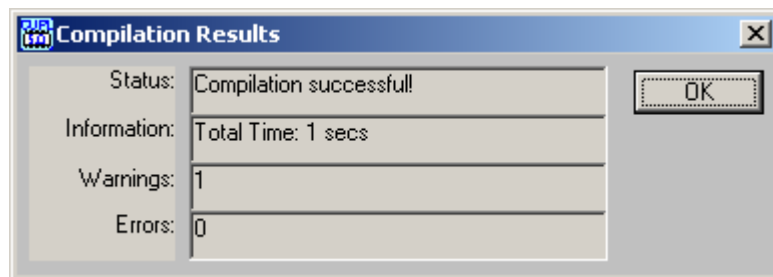 Compilation Results
Status: Compilation successful!
OK
Information: Total Time: 1 secs
Warnings: 1
Errors: 0